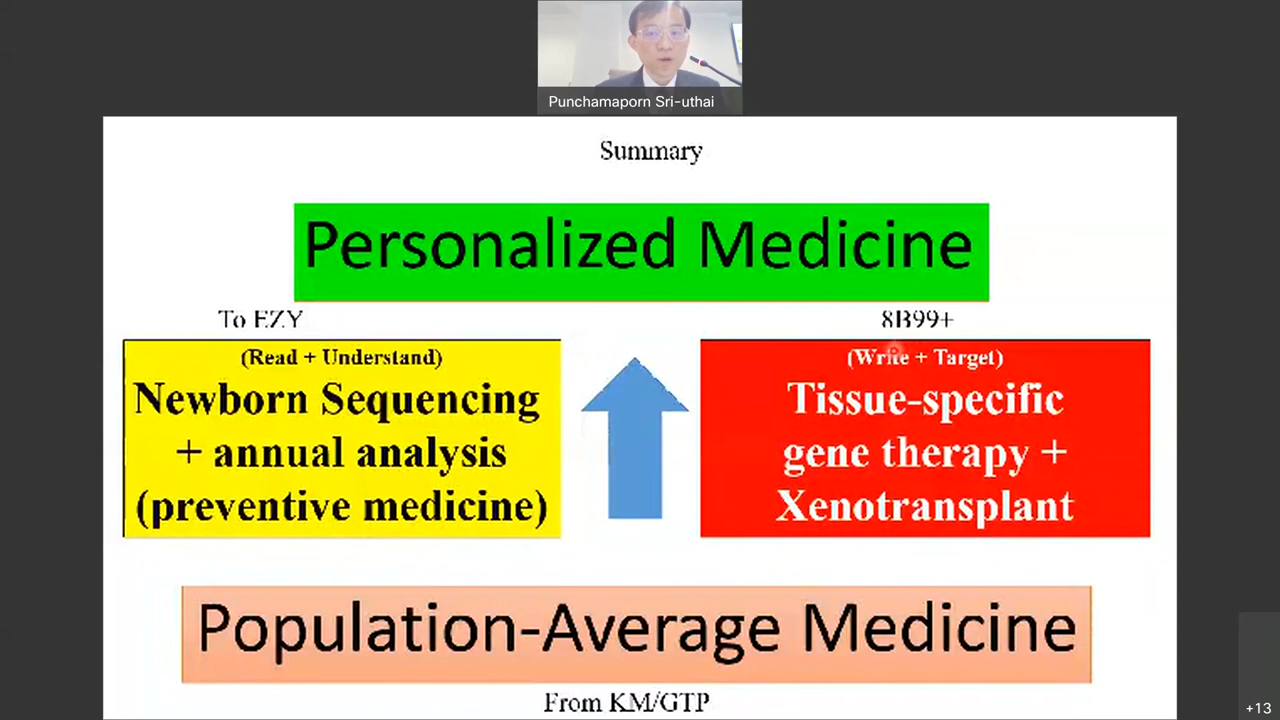 Punchamaporn Sri-uthai
Summary
Personalized Medicine
To EZY
8B99+
(Read + Understand)
Newborn Sequencing
+ annual analysis
(preventive medicine)
(Write + Target)
Tissue-specific
gene therapy +
Xenotransplant
Population-Average Medicine
From KM/GTP
+13